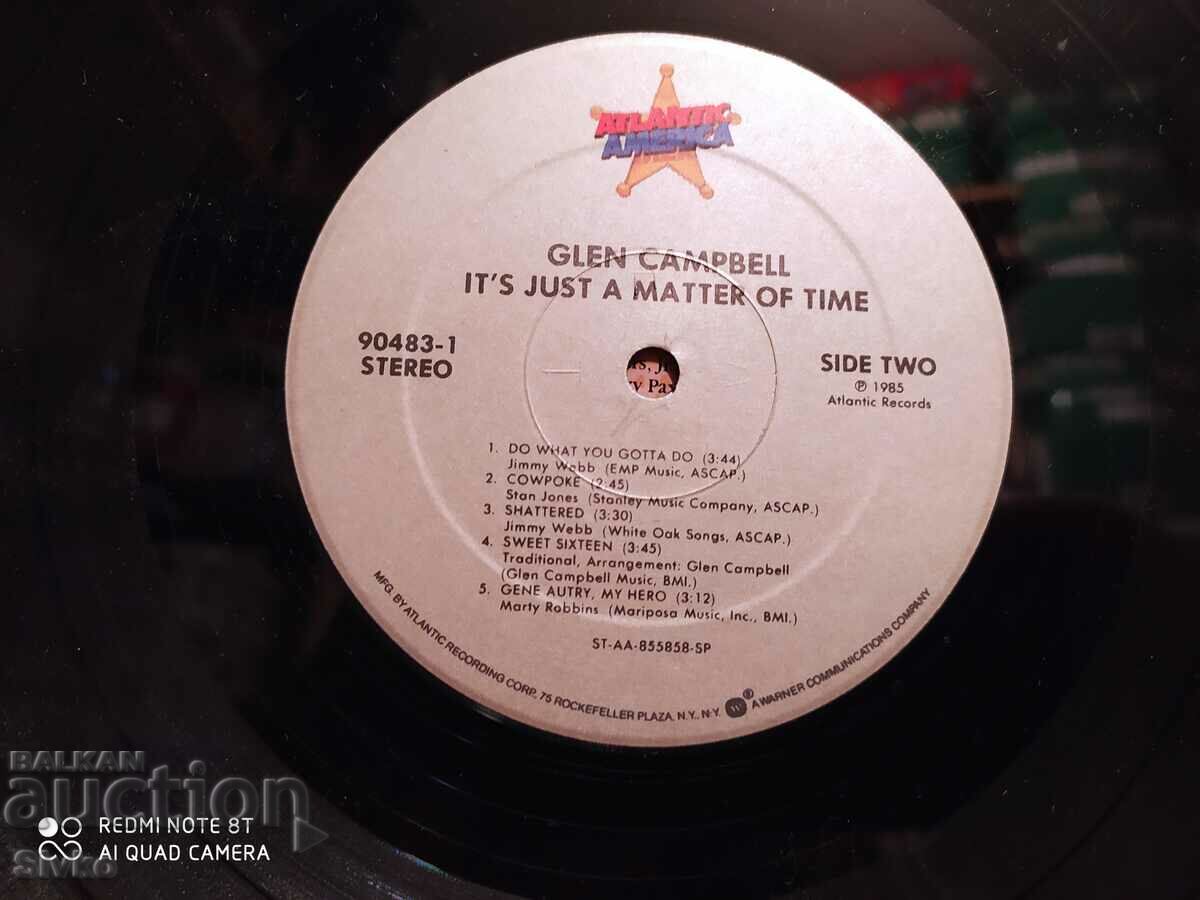 ATLANTIC
AMERICA
GLEN CAMPBELL
IT'S JUST A MATTER OF TIME
90483-1
STEREO
SIDE TWO
Ⓟ 1985
Atlantic Records
1. DO WHAT YOU GOTTA DO (3:44)
Jimmy Webb (EMP Music, ASCAP.)
2. COWPOKE (2:45)
Stan Jones (Stanley Music Company, ASCAP.)
3. SHATTERED (3:30)
Jimmy Webb (White Oak Songs, ASCAP.)
4. SWEET SIXTEEN (3:45)
Traditional, Arrangement: Glen Campbell
(Glen Campbell Music, BMI.)
5. GENE AUTRY, MY HERO (3:12)
Marty Robbins (Mariposa Music, Inc., BMI.)
ST-AA-855858-SP
MFG. BY ATLANTIC RECORDING CORP., 75 ROCKEFELLER PLAZA, N.Y., N.Y. ® A WARNER COMMUNICATIONS COMPANY
BALKAN
auction
REDMI NOTE 8T
AI QUAD CAMERA
Sivko